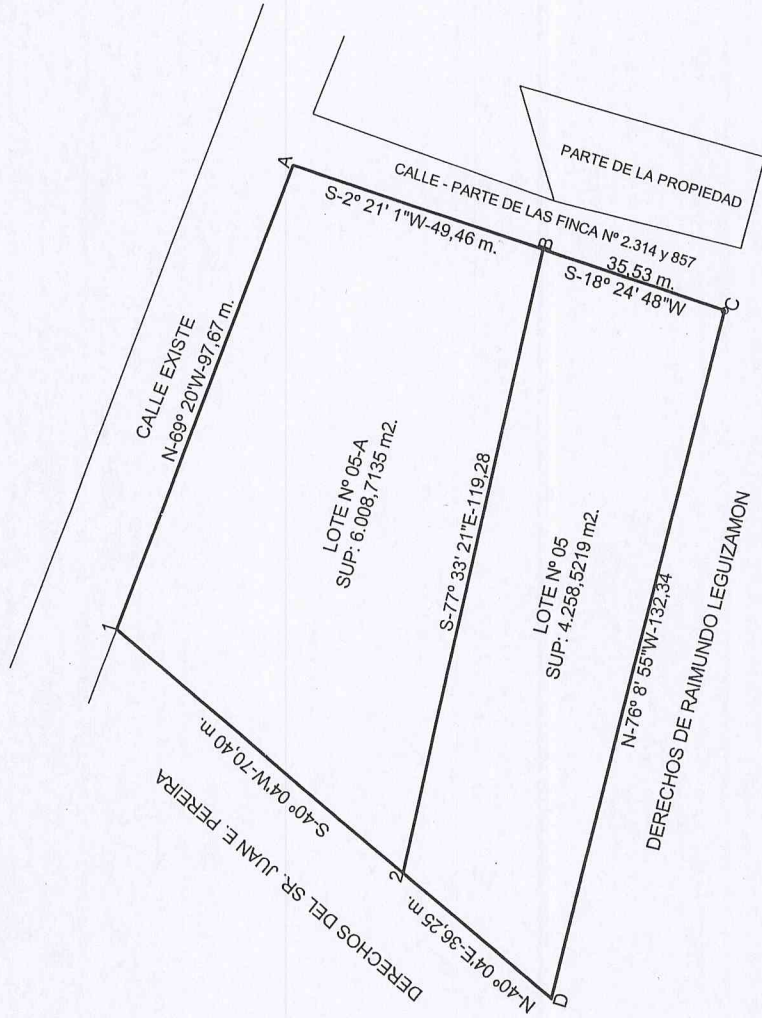 CALLE EXISTE
N-69º 20'W-97,67 m.
A
1
CALLE - PARTE DE LAS FINCA Nº 2.314 y 857
S-2º 21' 1"W-49,46 m.
PARTE DE LA PROPIEDAD
B
35,53 m.
S-18º 24' 48"W
C
LOTE Nº 05-A
SUP: 6.008,7135 m2.
S-40º 04'W-70,40 m.
DERECHOS DEL SR. JUAN E. PEREIRA
S-77º 33' 21"E-119,28
2
LOTE Nº 05
SUP: 4.258,5219 m2.
N-40º 04'E-36,25 m.
D
N-76º 8' 55"W-132,34
DERECHOS DE RAIMUNDO LEGUIZAMON